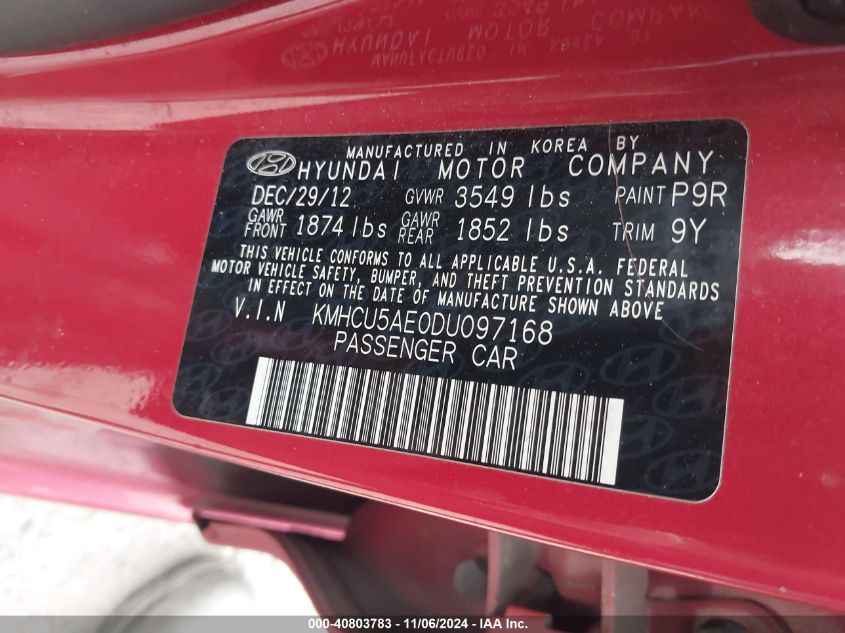 MANUFACTURED IN KOREA BY
HYUNDAI MOTOR COMPANY
DEC/29/12 GVWR 3549 lbs PAINT P9R
GAWR FRONT 1874 lbs GAWR REAR 1852 lbs TRIM 9Y
THIS VEHICLE CONFORMS TO ALL APPLICABLE U.S.A. FEDERAL
MOTOR VEHICLE SAFETY, BUMPER, AND THEFT PREVENTION STANDARDS
IN EFFECT ON THE DATE OF MANUFACTURE SHOWN ABOVE
V.I.N KMHCU5AE0DU097168
PASSENGER CAR
000-40803783 - 11/06/2024 - IAA Inc.